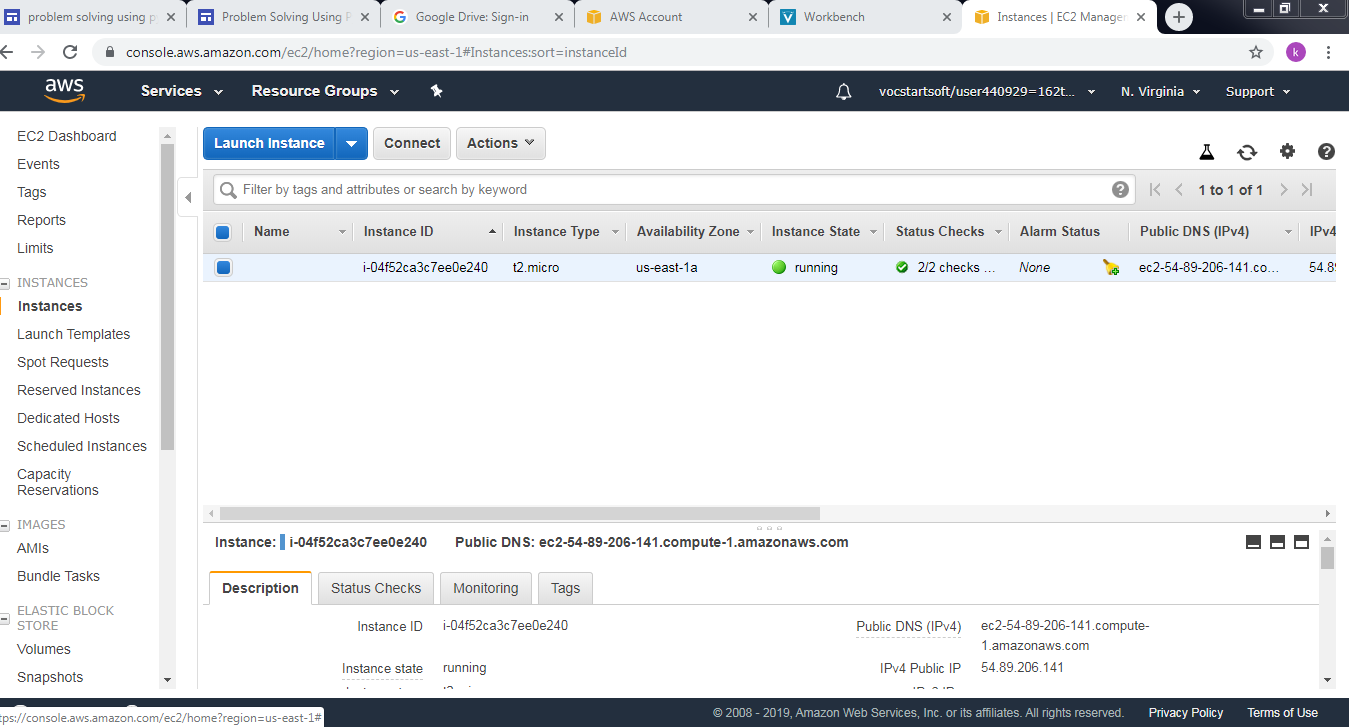 problem solving using p
Problem Solving Using P
Google Drive: Sign-in
AWS Account
Workbench
Instances | EC2 Manager
console.aws.amazon.com/ec2/home?region=us-east-1#Instances:sort=instanceId
k
aws
Services
Resource Groups
vocstartsoft/user440929=162t...
N. Virginia
Support
EC2 Dashboard
Events
Tags
Reports
Limits
INSTANCES
Instances
Launch Templates
Spot Requests
Reserved Instances
Dedicated Hosts
Scheduled Instances
Capacity
Reservations
IMAGES
AMIs
Bundle Tasks
ELASTIC BLOCK
STORE
Volumes
Snapshots
Launch Instance
Connect
Actions
Filter by tags and attributes or search by keyword
1 to 1 of 1
Name Instance ID Instance Type Availability Zone Instance State Status Checks Alarm Status Public DNS (IPv4) IPv4
i-04f52ca3c7ee0e240 t2.micro us-east-1a running 2/2 checks ... None ec2-54-89-206-141.co... 54.89
Instance: i-04f52ca3c7ee0e240 Public DNS: ec2-54-89-206-141.compute-1.amazonaws.com
Description Status Checks Monitoring Tags
Instance ID i-04f52ca3c7ee0e240
Public DNS (IPv4) ec2-54-89-206-141.compute-
1.amazonaws.com
Instance state running
IPv4 Public IP 54.89.206.141
tps://console.aws.amazon.com/ec2/home?region=us-east-1#
© 2008 - 2019, Amazon Web Services, Inc. or its affiliates. All rights reserved. Privacy Policy Terms of Use